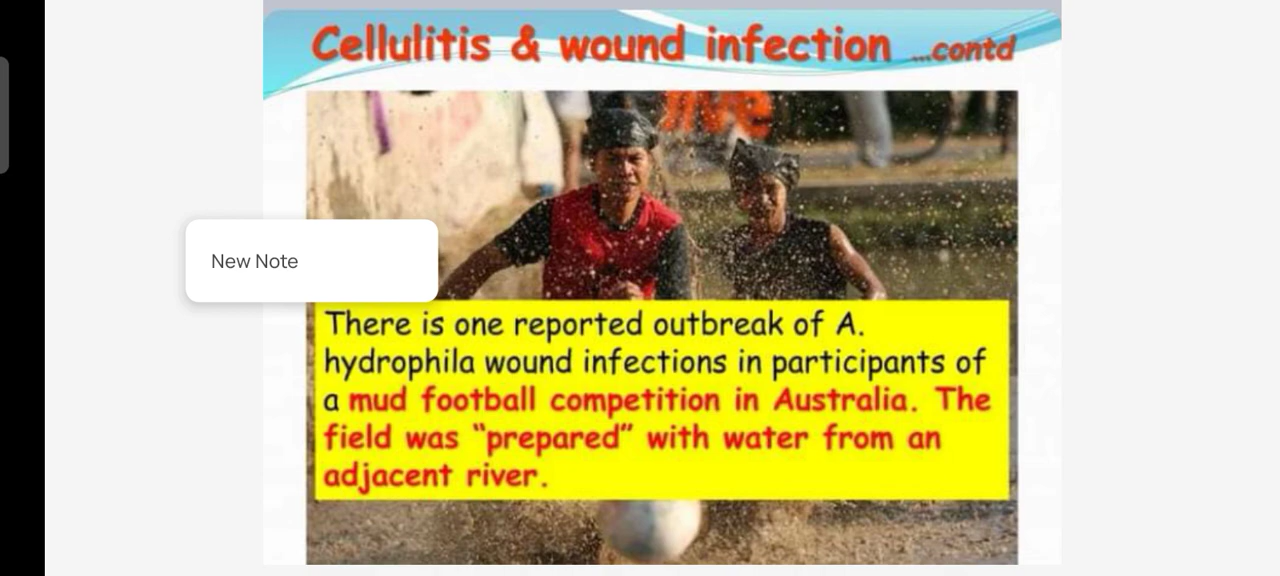 Cellulitis & wound infection ...contd
New Note
There is one reported outbreak of A.
hydrophila wound infections in participants of
a mud football competition in Australia. The
field was “prepared” with water from an
adjacent river.